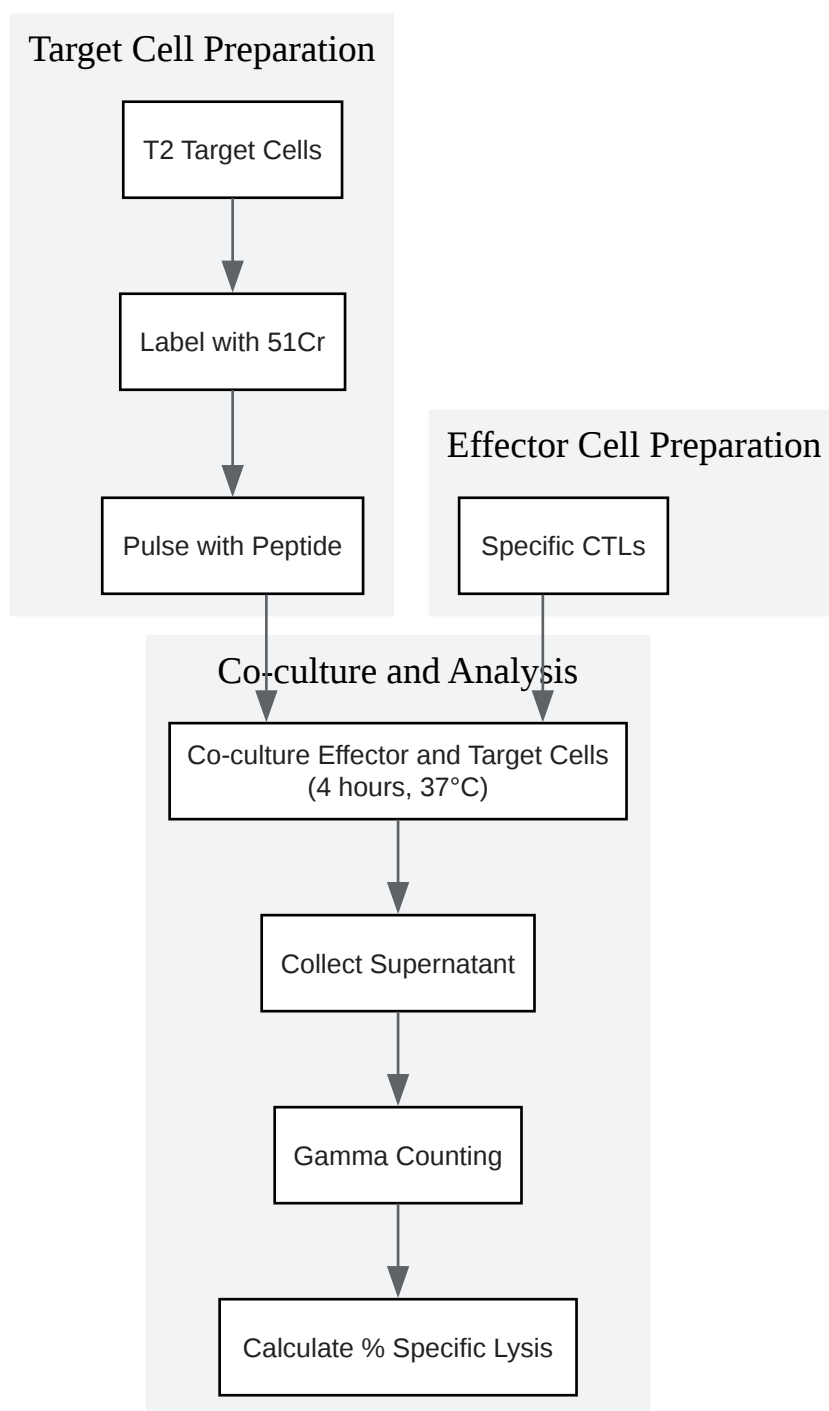 Target Cell Preparation
T2 Target Cells
Label with 51Cr
Pulse with Peptide
Effector Cell Preparation
Specific CTLs
Co-culture and Analysis
Co-culture Effector and Target Cells
(4 hours, 37°C)
Collect Supernatant
Gamma Counting
Calculate % Specific Lysis